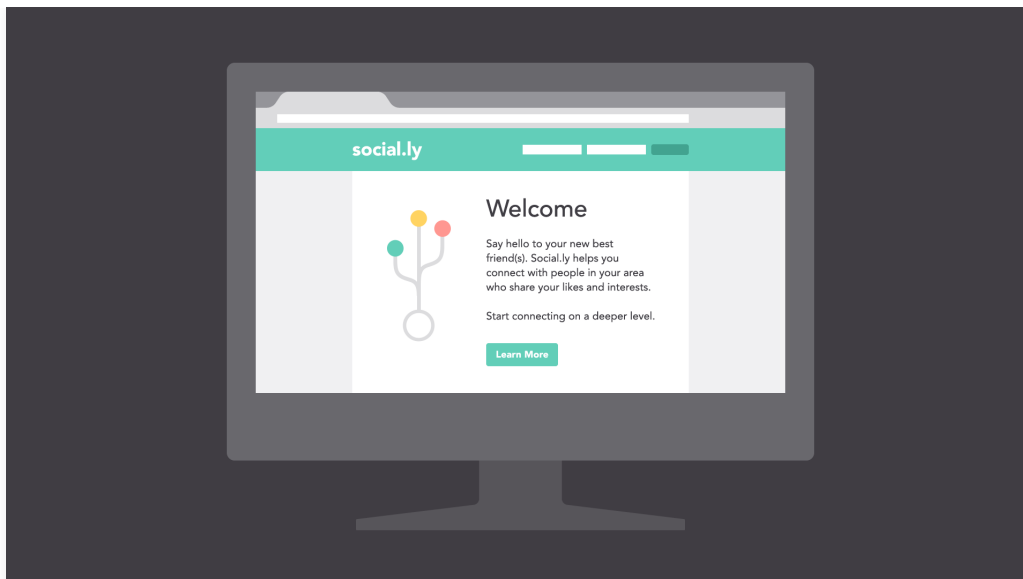 social.ly
Welcome
Say hello to your new best
friend(s). Social.ly helps you
connect with people in your area
who share your likes and interests.
Start connecting on a deeper level.
Learn More